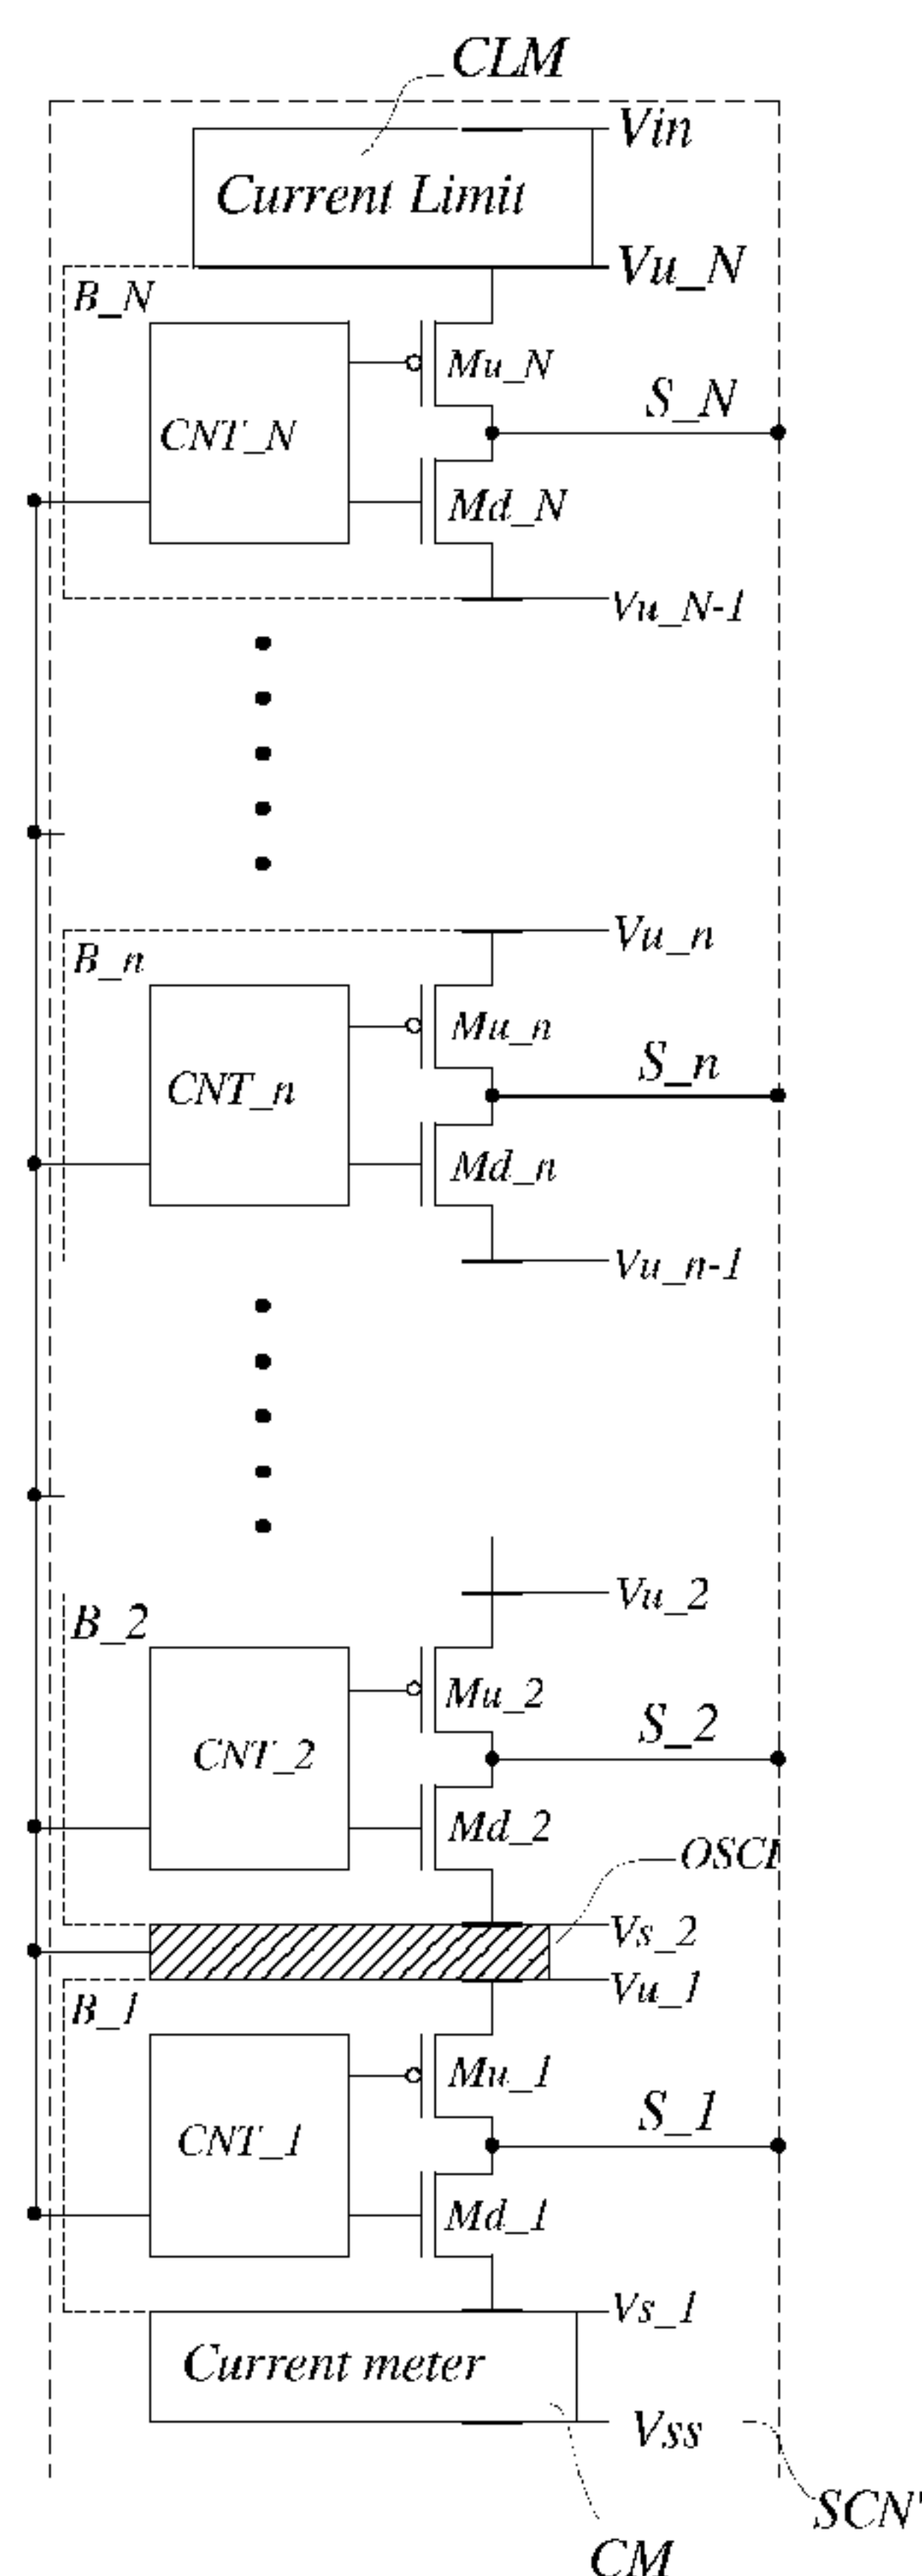 CLM
Vin
Current Limit
Vu_N
B_N
Mu_N
S_N
CNT_N
Md_N
Vu_N-1
Vu_n
B_n
Mu_n
S_n
CNT_n
Md_n
Vu_n-1
Vu_2
B_2
Mu_2
S_2
CNT_2
Md_2
OSCI
Vs_2
Vu_1
B_1
Mu_1
S_1
CNT_1
Md_1
Vs_1
Current meter
Vss
SCN'
CM